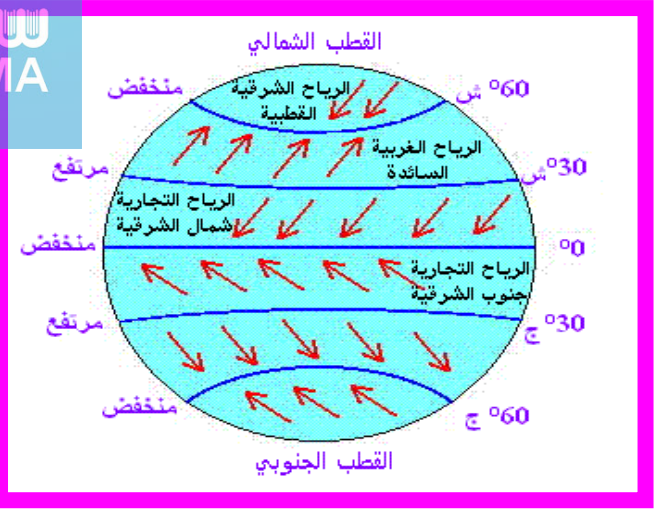 MA
القطب الشمالي
منخفض
الرياح الشرقية
القطبية
60° ش
مرتفع
الرياح الغربية
السائدة
30° ش
الرياح التجارية
شمال الشرقية
منخفض
0°
الرياح التجارية
جنوب الشرقية
مرتفع
30° ج
منخفض
60° ج
القطب الجنوبي